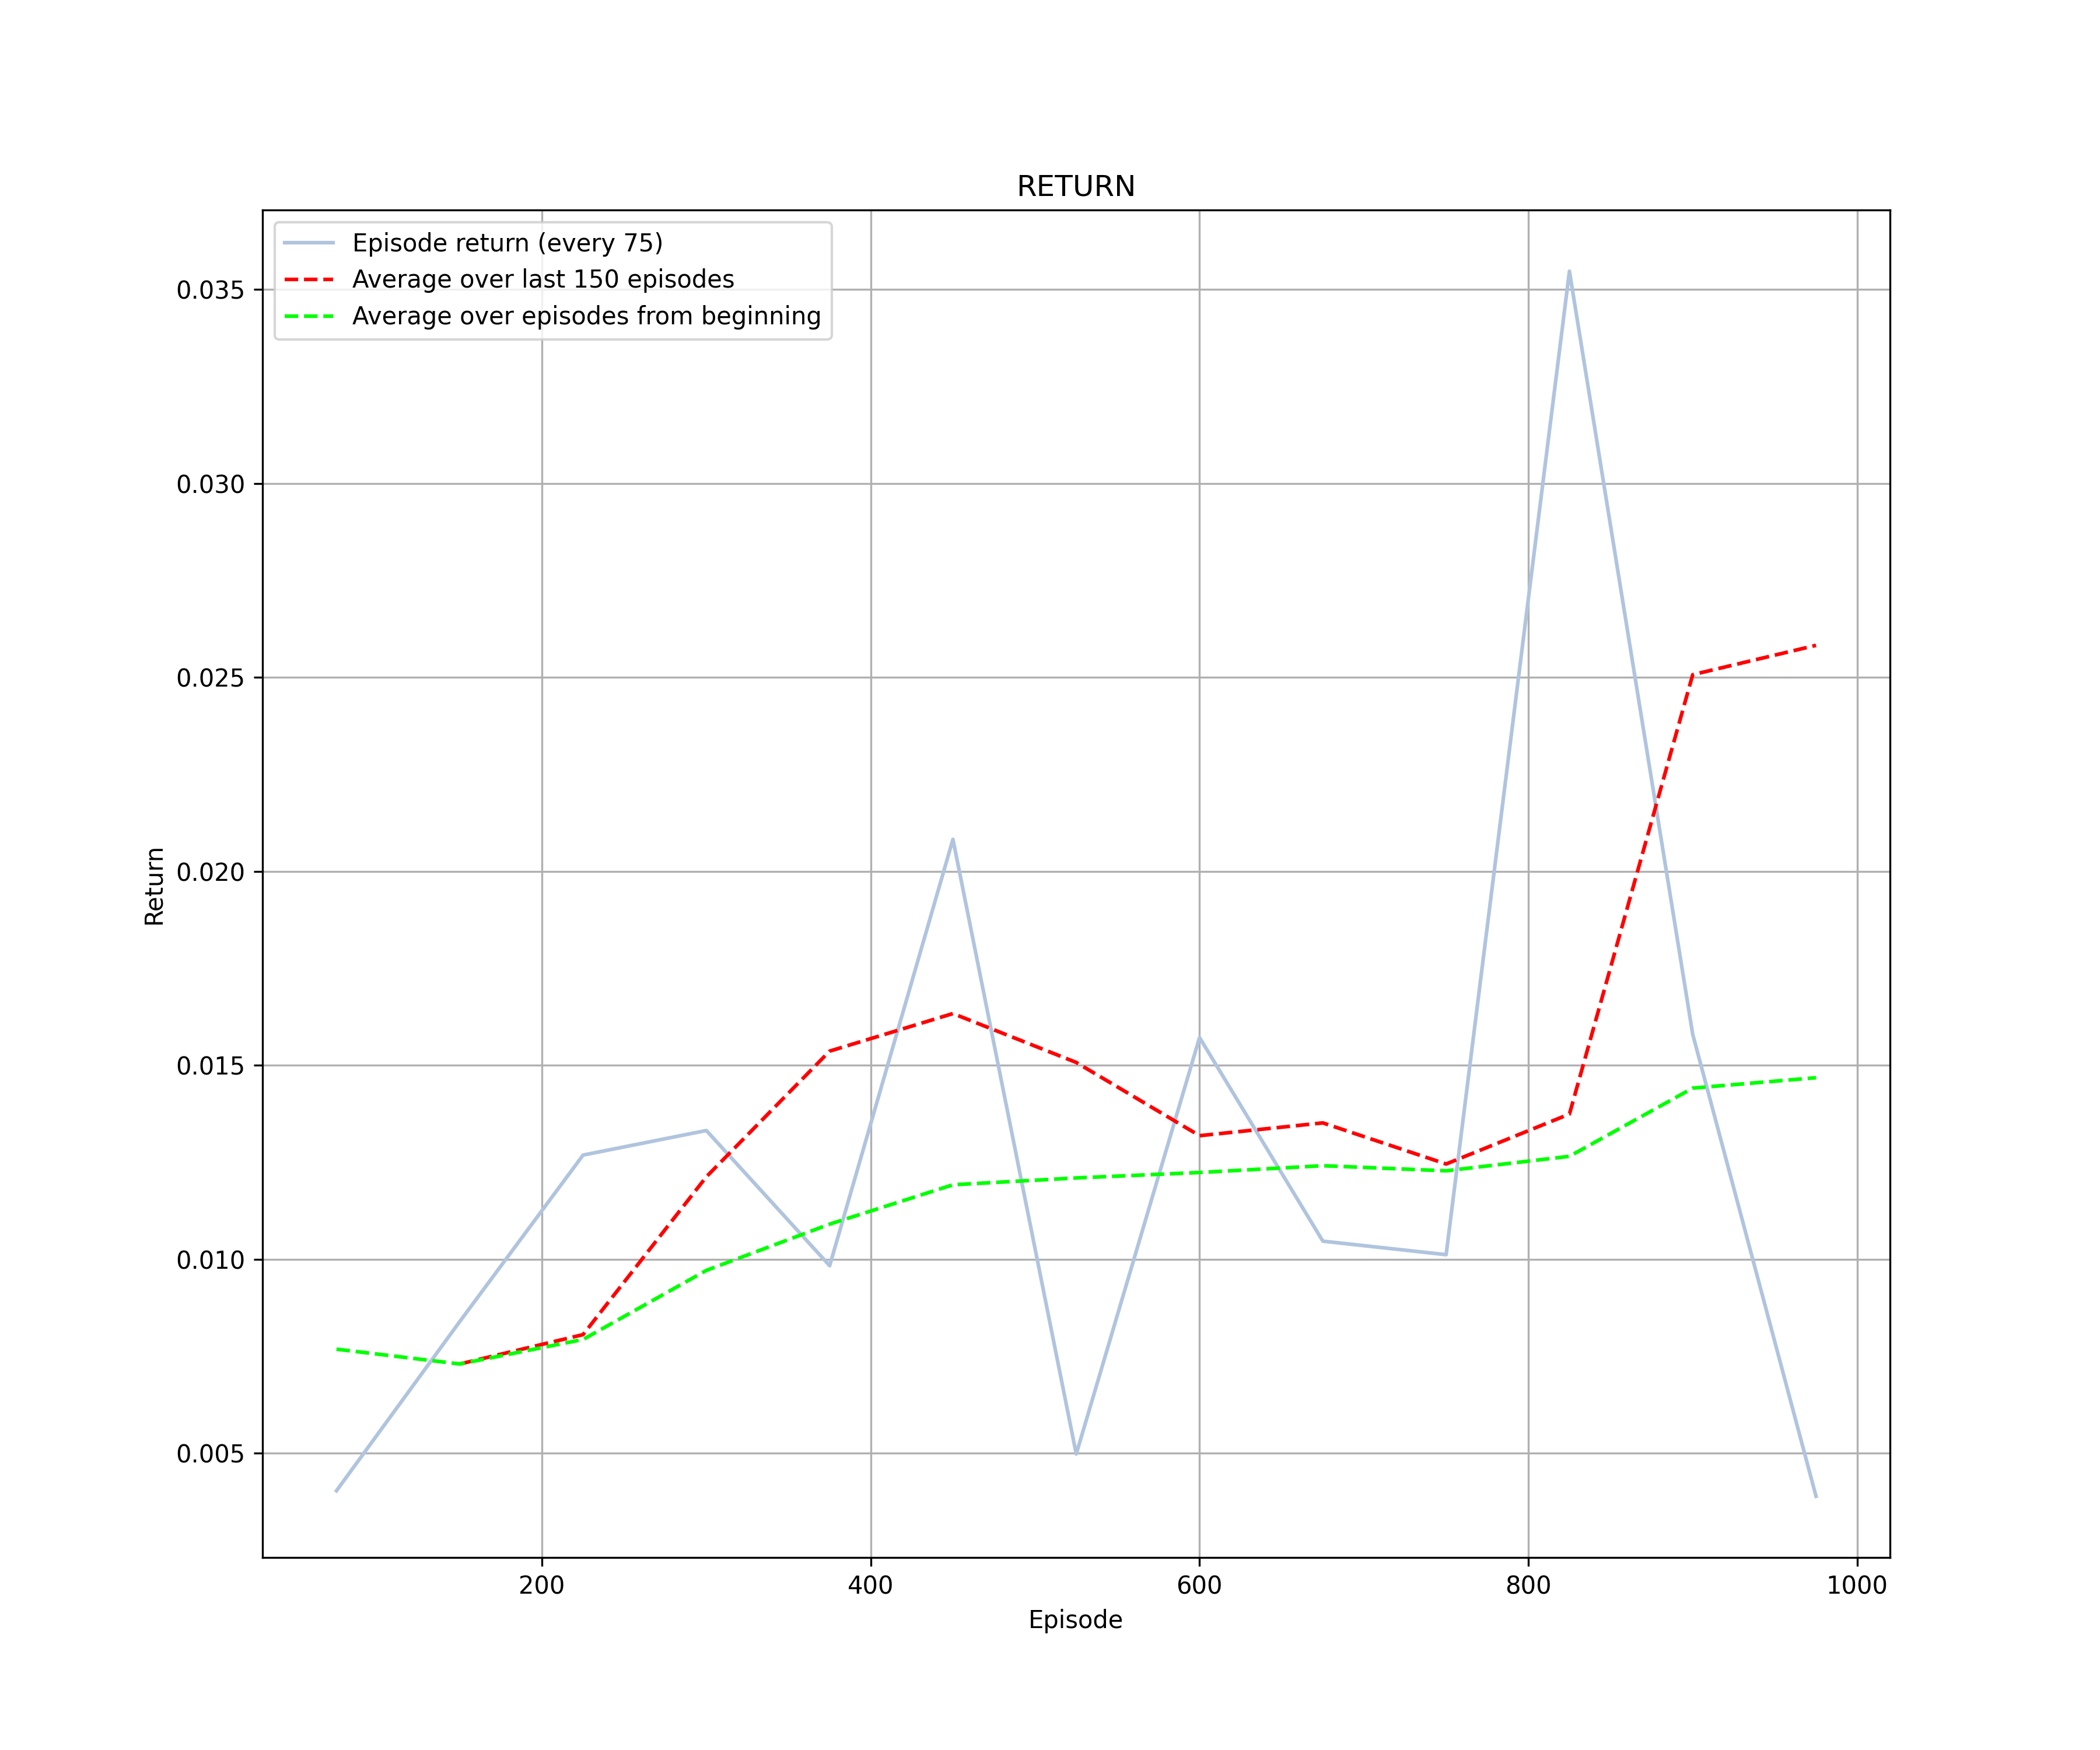 RETURN
Episode return (every 75)
Average over last 150 episodes
Average over episodes from beginning
0.035
0.030
0.025
0.020
0.015
0.010
0.005
Return
200 400 600 800 1000
Episode